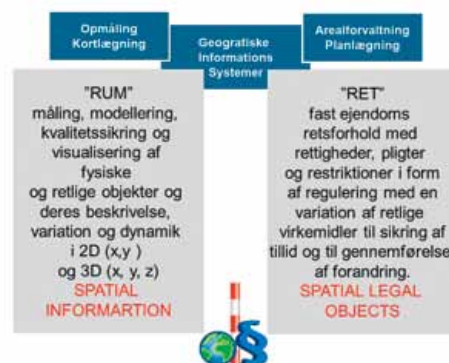 Opmåling
Kortlægning
Geografiske
Informations
Systemer
Arealforvaltning
Planlægning
"RUM"
måling, modellering,
kvalitetssikring og
visualisering af
fysiske
og retlige objekter og
deres beskrivelse,
variation og dynamik
i 2D (x,y )
og 3D (x, y, z)
SPATIAL
INFORMARTION
"RET"
fast ejendoms
retsforhold med
rettigheder, pligter
og restriktioner i form
af regulering med en
variation af retlige
virkemidler til sikring af
tillid og til gennemførelse
af forandring.
SPATIAL LEGAL
OBJECTS
§